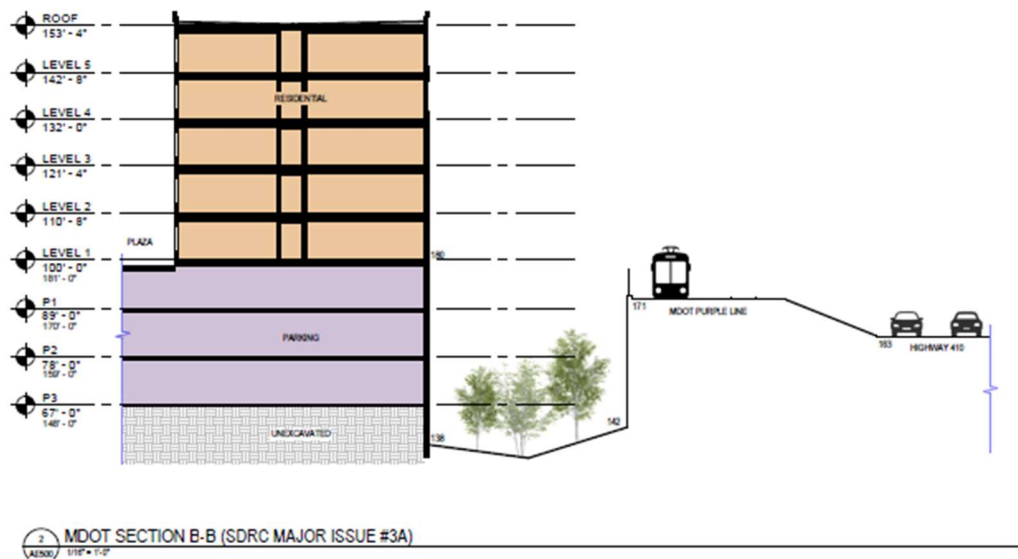 ROOF
153' - 4"
LEVEL 5
142' - 8"
RESIDENTIAL
LEVEL 4
132' - 0"
LEVEL 3
121' - 4"
LEVEL 2
110' - 8"
PLAZA
LEVEL 1
100' - 0"
181' - 0"
180
P1
89' - 0"
170' - 0"
171
MDOT PURPLE LINE
PARKING
163
HIGHWAY 410
P2
78' - 0"
159' - 0"
P3
67' - 0"
148' - 0"
142
UNEXCAVATED
138
2
AE500
MDOT SECTION B-B (SDRC MAJOR ISSUE #3A)
1/16" = 1'-0"